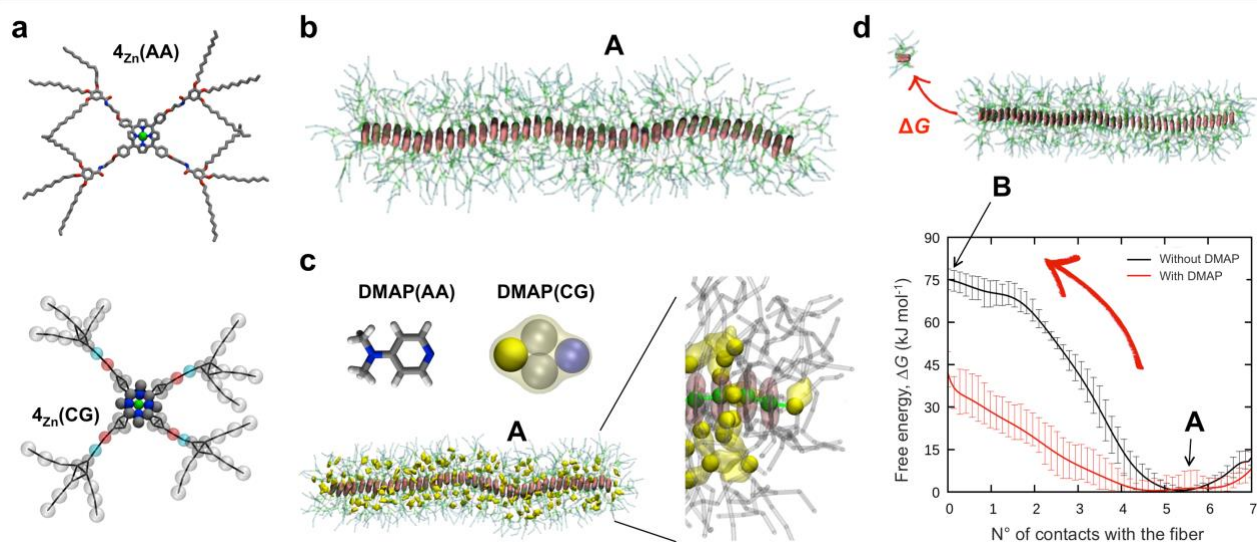 a
4Zn(AA)
4Zn(CG)
b
A
c
DMAP(AA) DMAP(CG)
A
d
ΔG
B
90
75
60
45
30
15
0
Free energy, ΔG (kJ mol-1)
Without DMAP
With DMAP
A
0 1 2 3 4 5 6 7
N° of contacts with the fiber